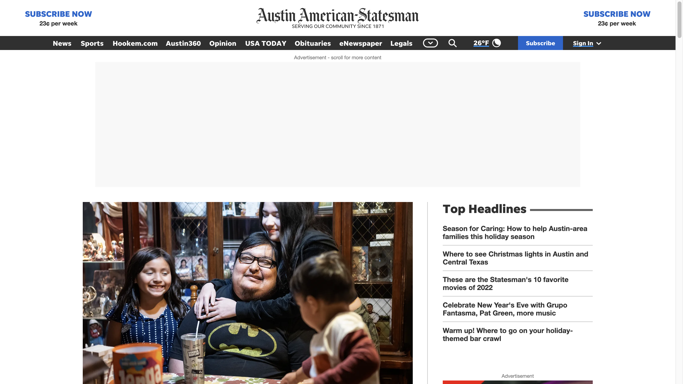 SUBSCRIBE NOW
23¢ per week
Austin American-Statesman
SERVING OUR COMMUNITY SINCE 1871
SUBSCRIBE NOW
23¢ per week
News Sports Hookem.com Austin360 Opinion USA TODAY Obituaries eNewspaper Legals 26°F Subscribe Sign In
Advertisement - scroll for more content
Top Headlines
Season for Caring: How to help Austin-area
families this holiday season
Where to see Christmas lights in Austin and
Central Texas
These are the Statesman's 10 favorite
movies of 2022
Celebrate New Year's Eve with Grupo
Fantasma, Pat Green, more music
Warm up! Where to go on your holiday-
themed bar crawl
Advertisement